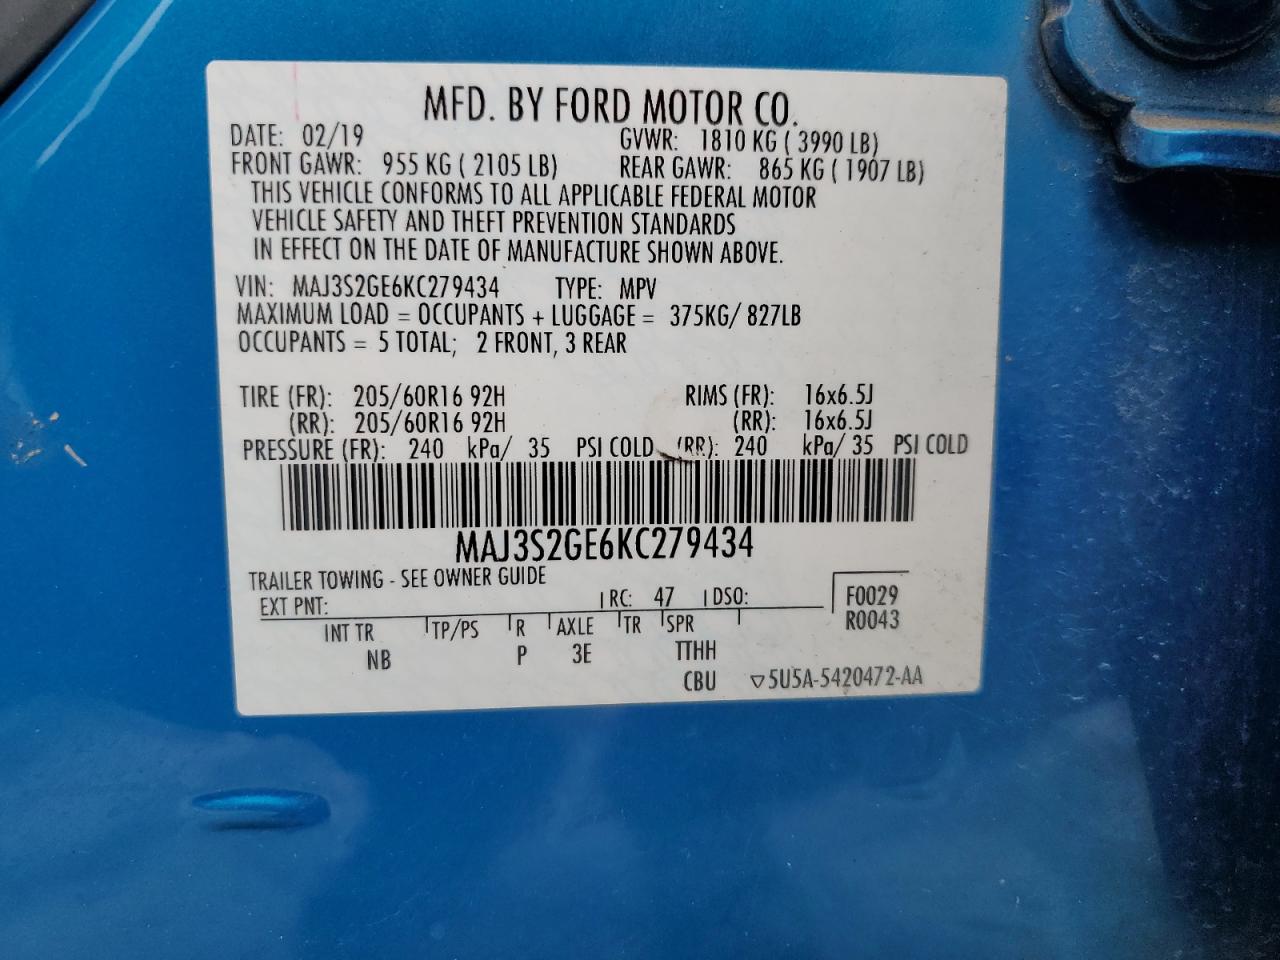 MFD. BY FORD MOTOR CO.
DATE: 02/19 GVWR: 1810 KG ( 3990 LB)
FRONT GAWR: 955 KG ( 2105 LB) REAR GAWR: 865 KG ( 1907 LB)
THIS VEHICLE CONFORMS TO ALL APPLICABLE FEDERAL MOTOR
VEHICLE SAFETY AND THEFT PREVENTION STANDARDS
IN EFFECT ON THE DATE OF MANUFACTURE SHOWN ABOVE.
VIN: MAJ3S2GE6KC279434 TYPE: MPV
MAXIMUM LOAD = OCCUPANTS + LUGGAGE = 375KG/ 827LB
OCCUPANTS = 5 TOTAL; 2 FRONT, 3 REAR
TIRE (FR): 205/60R16 92H RIMS (FR): 16x6.5J
(RR): 205/60R16 92H (RR): 16x6.5J
PRESSURE (FR): 240 kPa/ 35 PSI COLD (RR): 240 kPa/ 35 PSI COLD
MAJ3S2GE6KC279434
TRAILER TOWING - SEE OWNER GUIDE
EXT PNT: RC: 47 DSO: F0029
R0043
INT TR TP/PS R AXLE TR SPR
NB P 3E TTHH
CBU ▽5U5A-5420472-AA